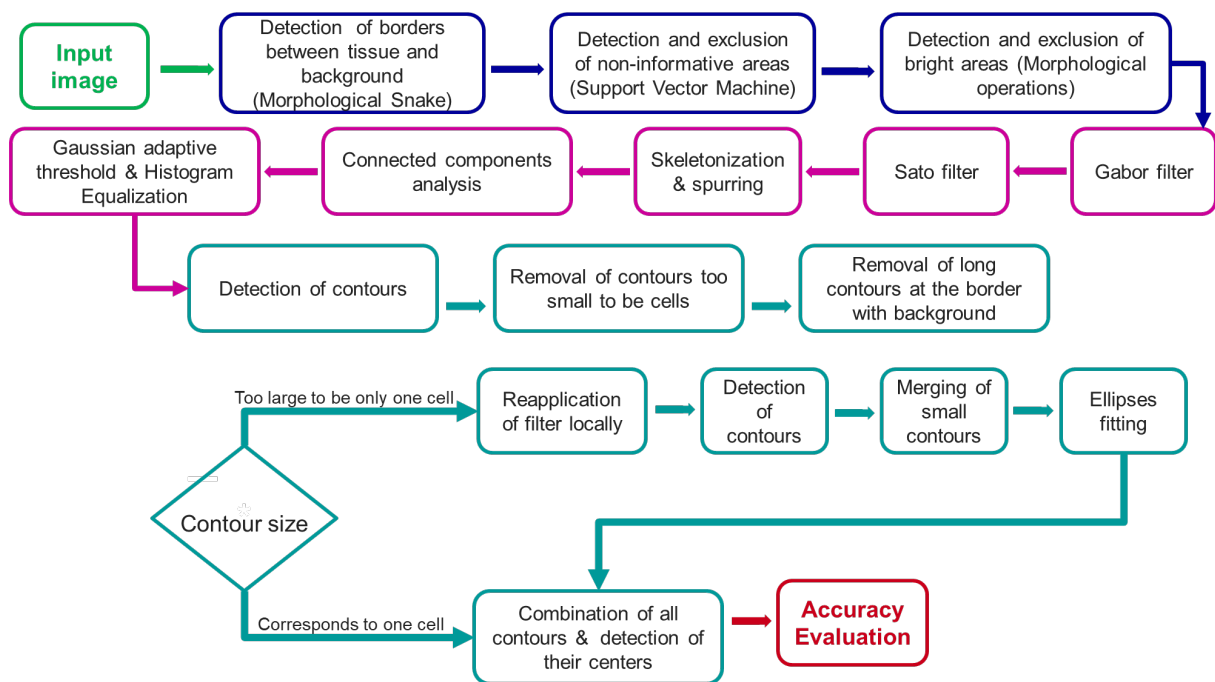 Input
image
Detection of borders
between tissue and
background
(Morphological Snake)
Detection and exclusion
of non-informative areas
(Support Vector Machine)
Detection and exclusion of
bright areas (Morphological
operations)
Gaussian adaptive
threshold & Histogram
Equalization
Connected components
analysis
Skeletonization
& spurring
Sato filter
Gabor filter
Detection of contours
Removal of contours too
small to be cells
Removal of long
contours at the border
with background
Too large to be only one cell
Reapplication
of filter locally
Detection
of
contours
Merging of
small
contours
Ellipses
fitting
Contour size
Corresponds to one cell
Combination of all
contours & detection of
their centers
Accuracy
Evaluation